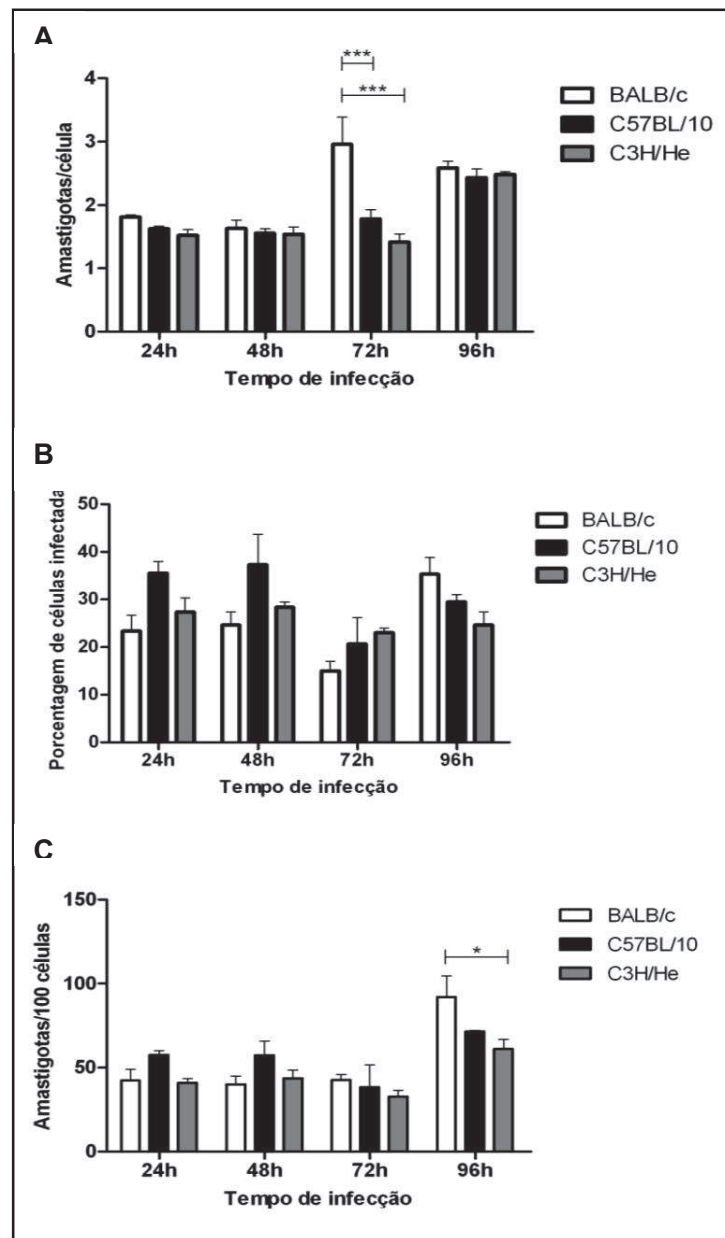 A
***
***
4
3
2
1
0
Amastigotas/célula
24h 48h 72h 96h
Tempo de infecção
BALB/c
C57BL/10
C3H/He
B
50
40
30
20
10
0
Porcentagem de células infectada
24h 48h 72h 96h
Tempo de infecção
BALB/c
C57BL/10
C3H/He
C
150
100
50
0
Amastigotas/100 células
*
24h 48h 72h 96h
Tempo de infecção
BALB/c
C57BL/10
C3H/He